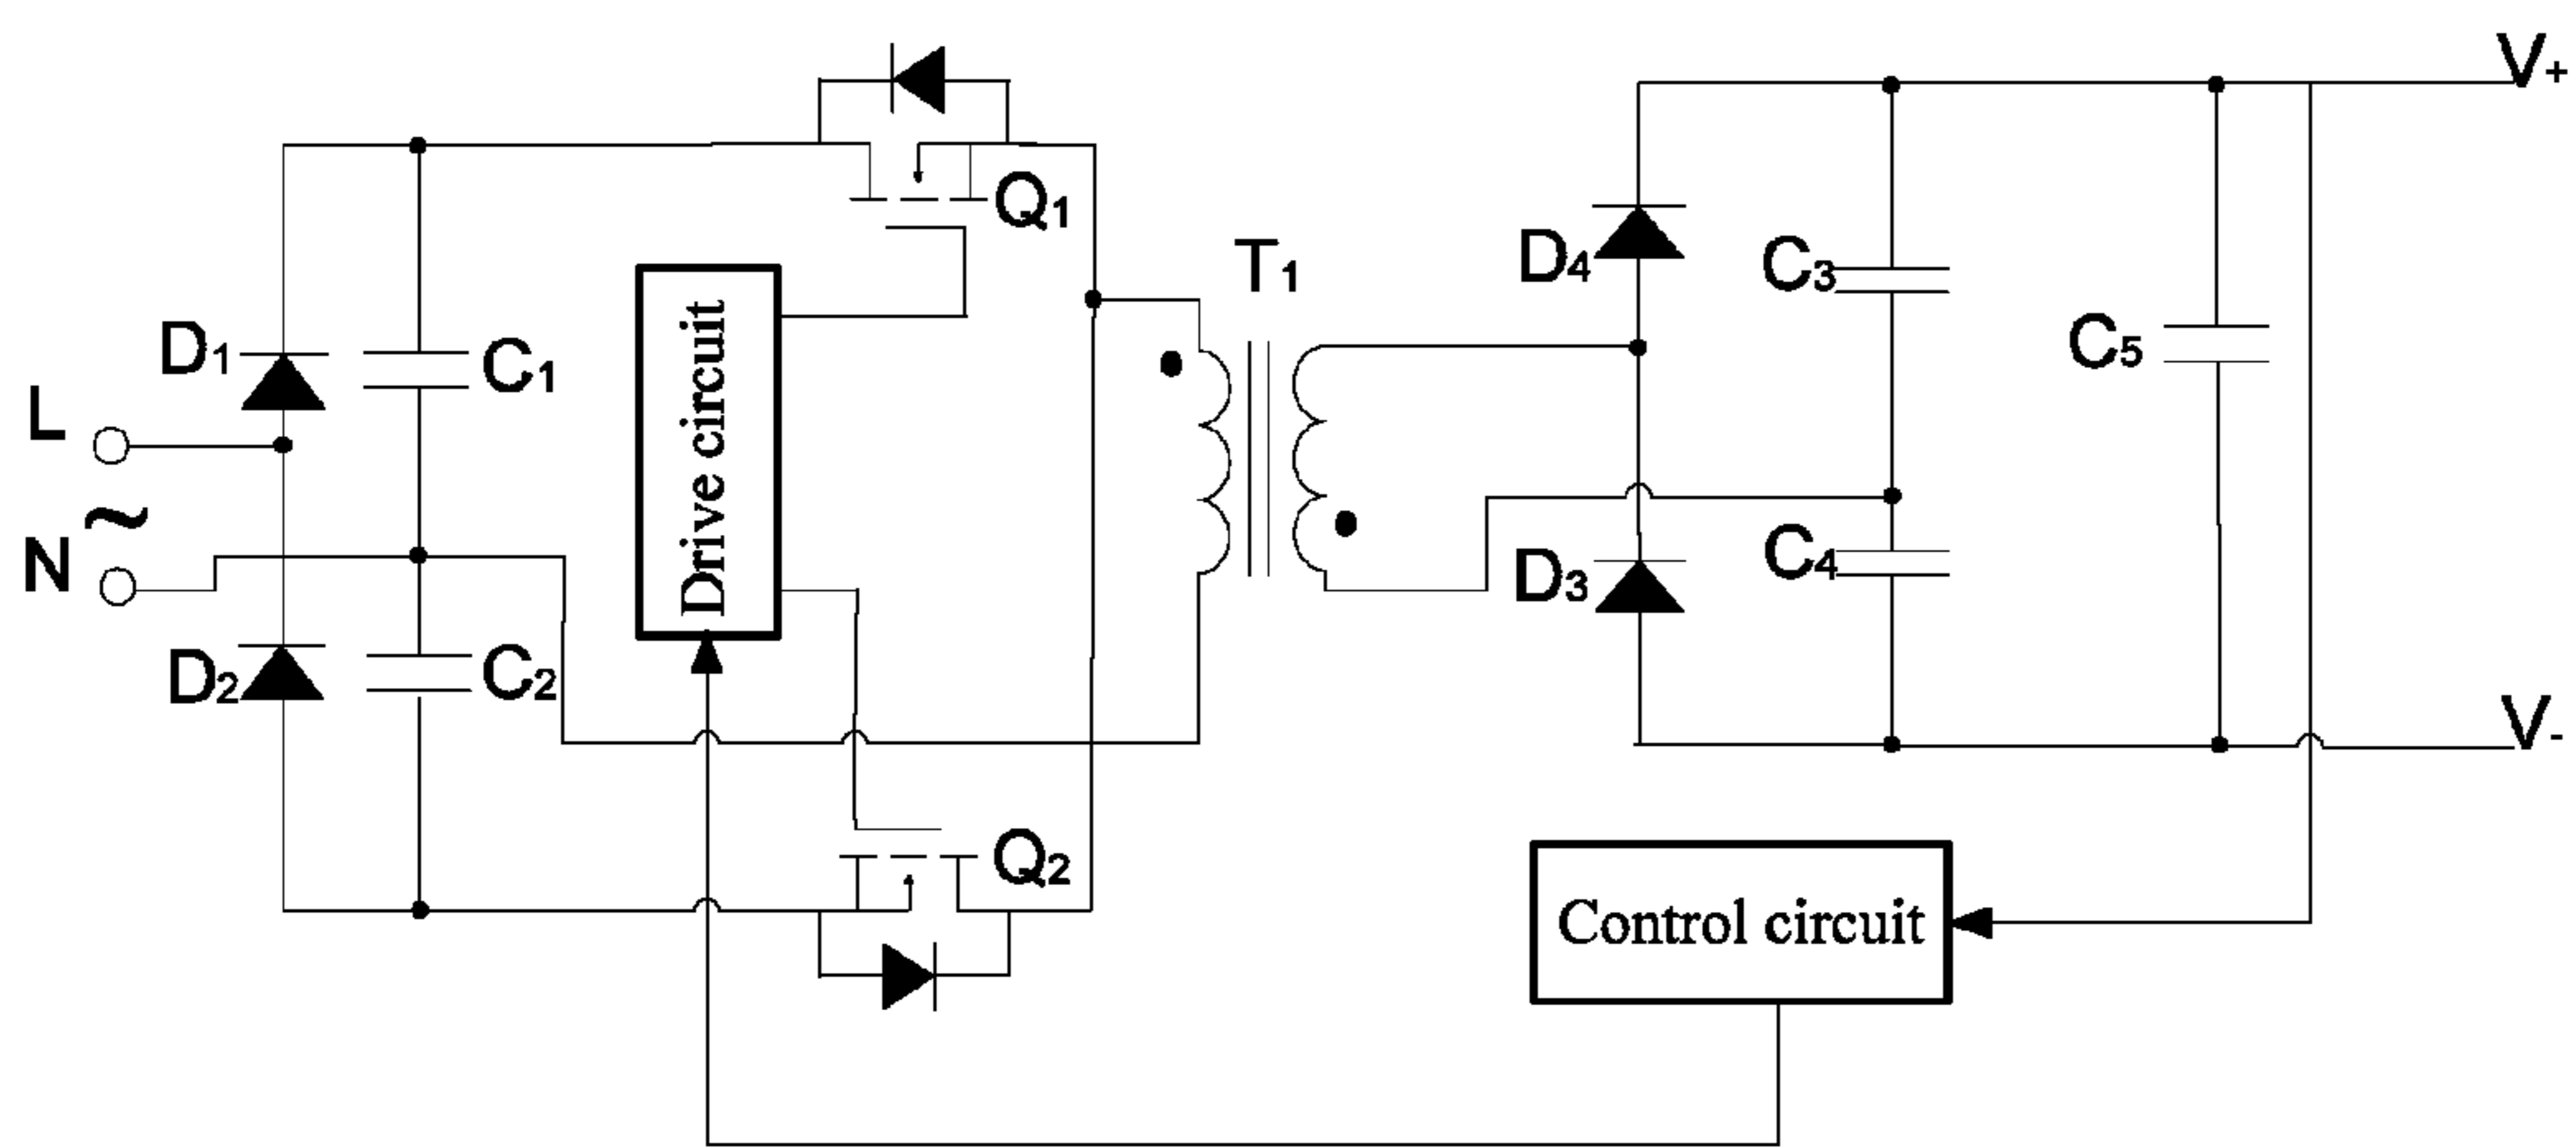 V+
Q1
T1
D4
C3
Drive circuit
D1
C1
C5
L
~
N
D3
C4
D2
C2
V-
Q2
Control circuit